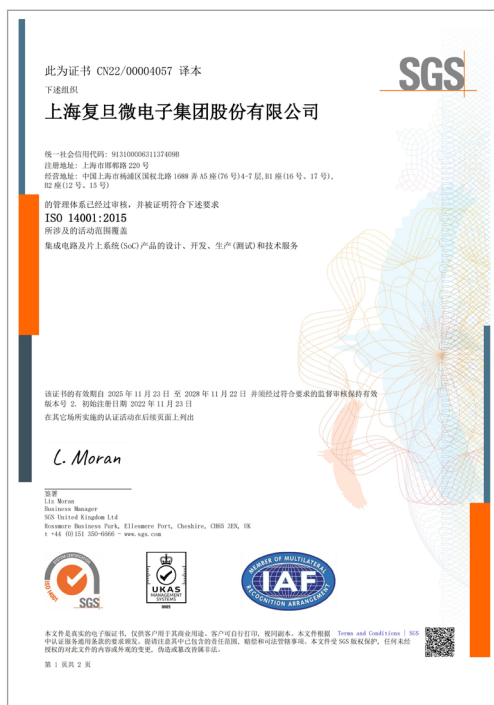 此为证书 CN22/00004057 译本
SGS
下述组织
上海复旦微电子集团股份有限公司
统一社会信用代码: 91310000631137409B
注册地址: 上海市邯郸路 220 号
经营地址: 中国上海市杨浦区国权北路 1688 弄 A5 座(76 号)4-7 层,B1 座(16 号、17 号),
B2 座(12 号、15 号)
的管理体系已经过审核，并被证明符合下述要求
ISO 14001:2015
所涉及的活动范围覆盖
集成电路及片上系统(SoC)产品的设计、开发、生产(测试)和技术服务
该证书的有效期自 2025 年 11 月 23 日 至 2028 年 11 月 22 日 并须经过符合要求的监督审核保持有效
版本号 2. 初始注册日期 2022 年 11 月 23 日
在其它场所实施的认证活动在后续页面上列出
L. Moran
签署
Liz Moran
Business Manager
SGS United Kingdom Ltd
Rossmore Business Park, Ellesmere Port, Cheshire, CH65 3EN, UK
t +44 (0)151 350-6666 - www.sgs.com
SYSTEM CERTIFICATION
ISO 14001
SGS
UKAS
MANAGEMENT
SYSTEMS
0005
MEMBER OF MULTILATERAL
IAF
RECOGNITION ARRANGEMENT
本文件是真实的电子版证书，仅供客户用于其商业用途。客户可自行打印，视同副本。本文件根据 Terms and Conditions | SGS
中认证服务通用条款的要求颁发。提请注意其中已包含的责任范围，赔偿和司法管辖事项。本文件受 SGS 版权保护, 任何未经
授权的对此文件的内容或外观的变更，伪造或篡改皆属非法。
第 1 页共 2 页